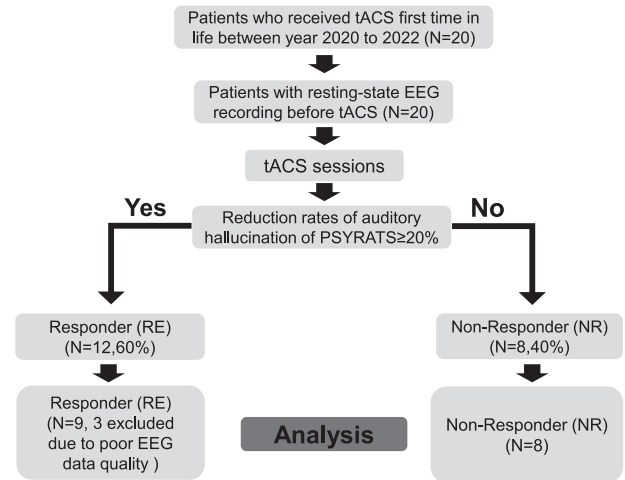 Patients who received tACS first time in
life between year 2020 to 2022 (N=20)
Patients with resting-state EEG
recording before tACS (N=20)
tACS sessions
Yes
No
Reduction rates of auditory
hallucination of PSYRATS≥20%
Responder (RE)
(N=12,60%)
Non-Responder (NR)
(N=8,40%)
Responder (RE)
(N=9, 3 excluded
due to poor EEG
data quality )
Analysis
Non-Responder (NR)
(N=8)